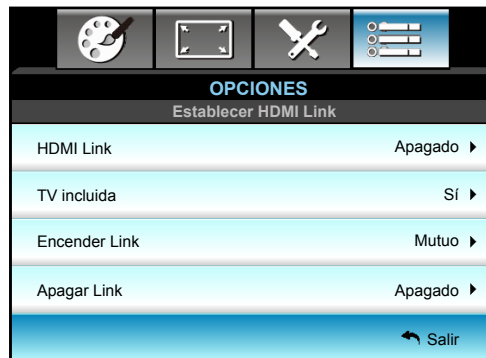 OPCIONES
Establecer HDMI Link
HDMI Link Apagado
TV incluida Sí
Encender Link Mutuo
Apagar Link Apagado
Salir